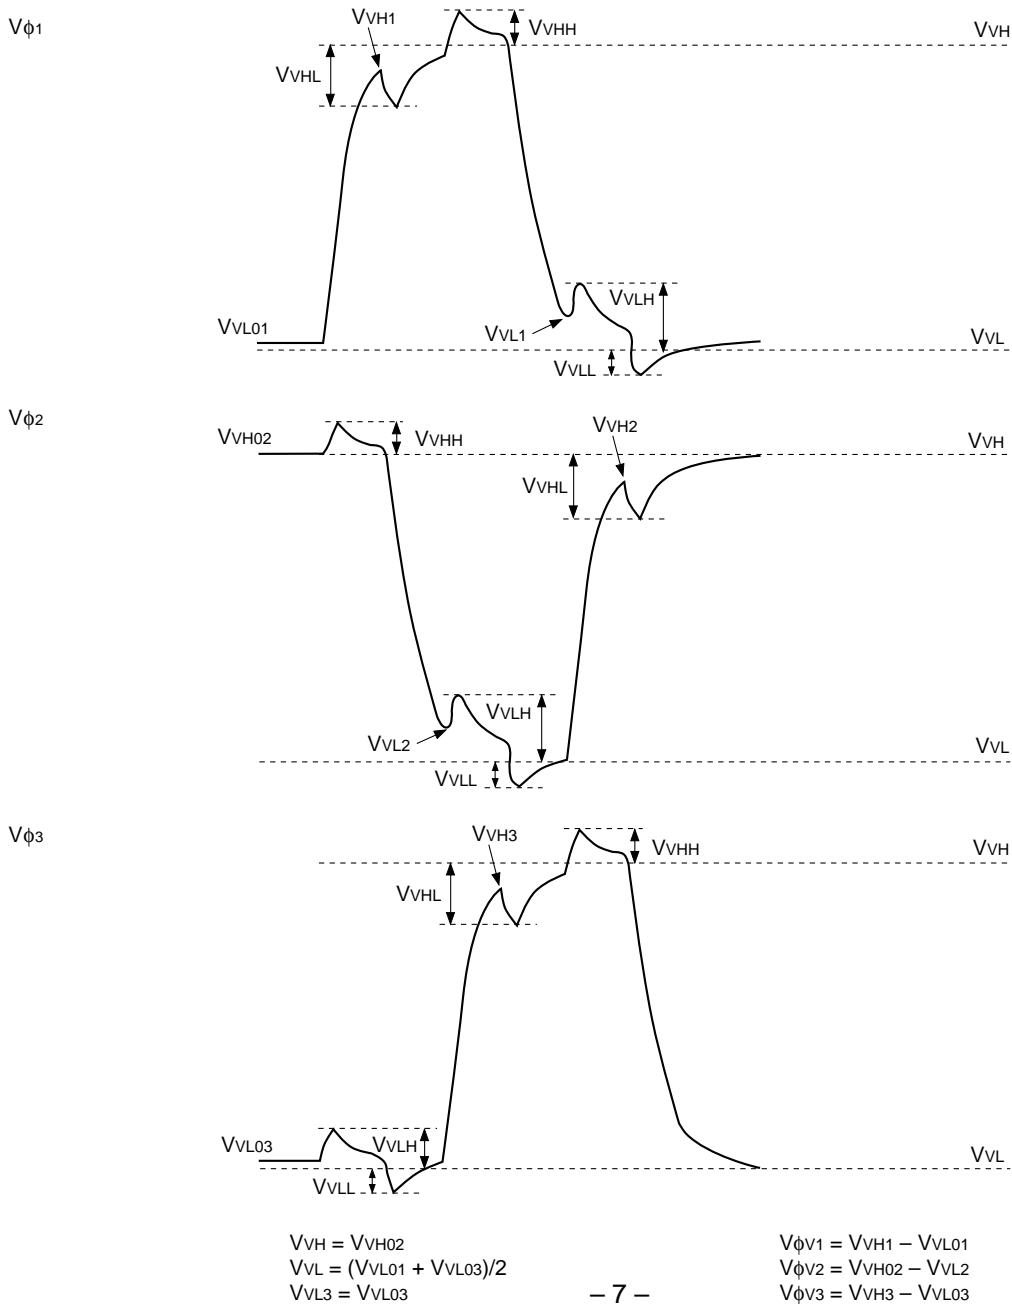 Vϕ1
VVH1
VVHH
VVH
VVHL
VVL01
VVL1
VVLH
VVL
VVLL
Vϕ2
VVH02
VVHH
VVH2
VVH
VVHL
VVL2
VVLH
VVL
VVLL
Vϕ3
VVH3
VVHH
VVH
VVHL
VVL03
VVLH
VVL
VVLL
VVH = VVH02
VVL = (VVL01 + VVL03)/2
VVL3 = VVL03
VϕV1 = VVH1 – VVL01
VϕV2 = VVH02 – VVL2
VϕV3 = VVH3 – VVL03
– 7 –